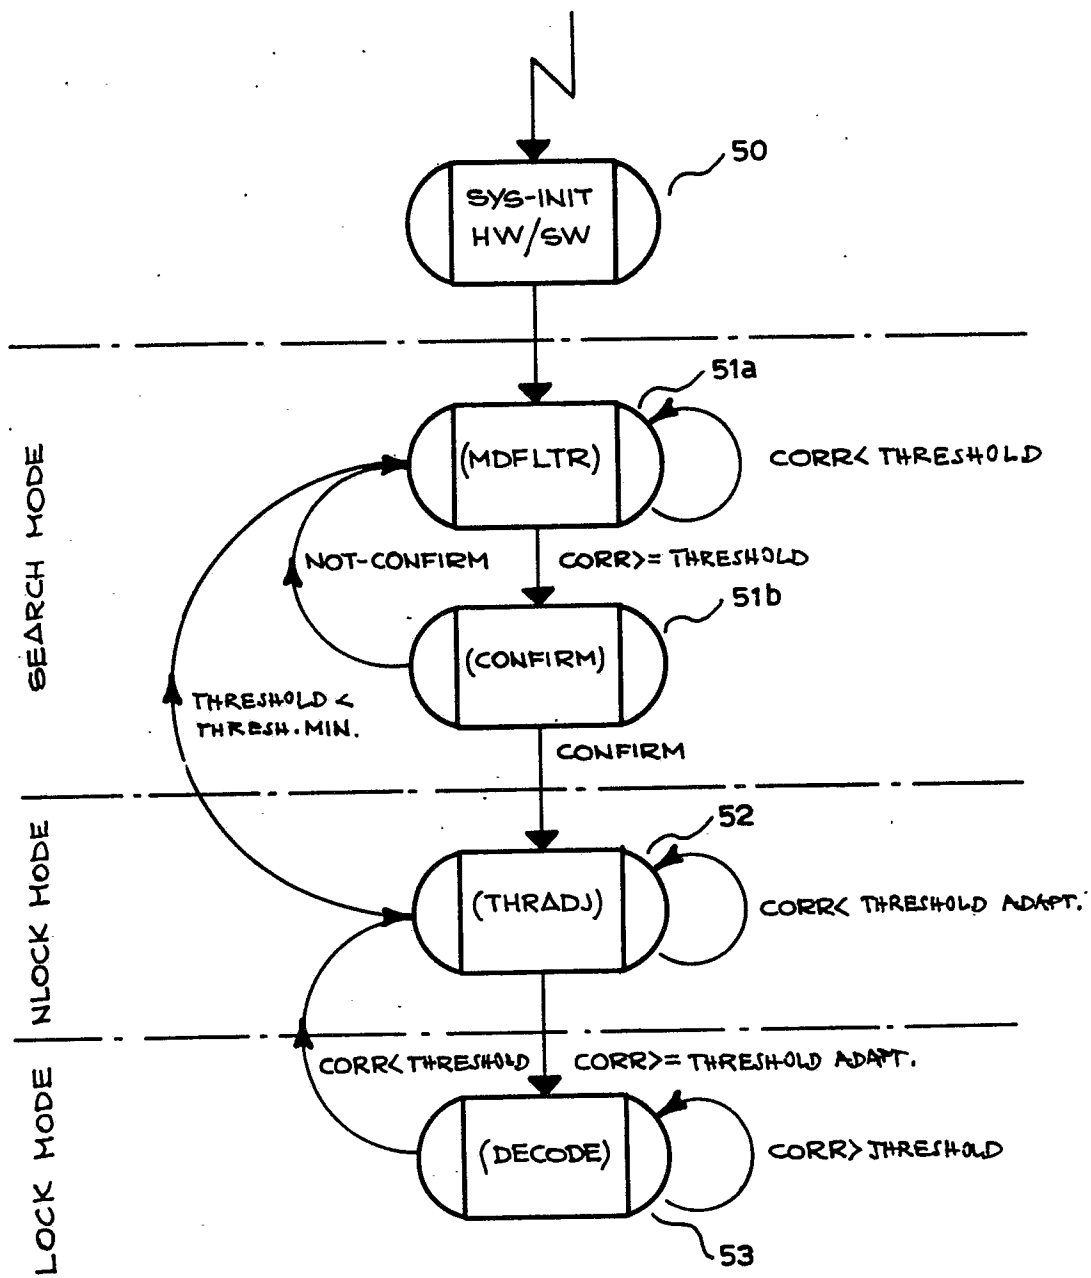 50
SYS-INIT
HW/SW
51a
(MDFLTR)
CORR< THRESHOLD
SEARCH MODE
NOT-CONFIRM
CORR>= THRESHOLD
51b
(CONFIRM)
THRESHOLD <
THRESH.MIN.
CONFIRM
52
NLOCK MODE
(THRADJ)
CORR< THRESHOLD ADAPT.
CORR< THRESHOLD
CORR>= THRESHOLD ADAPT.
LOCK MODE
(DECODE)
CORR> THRESHOLD
53